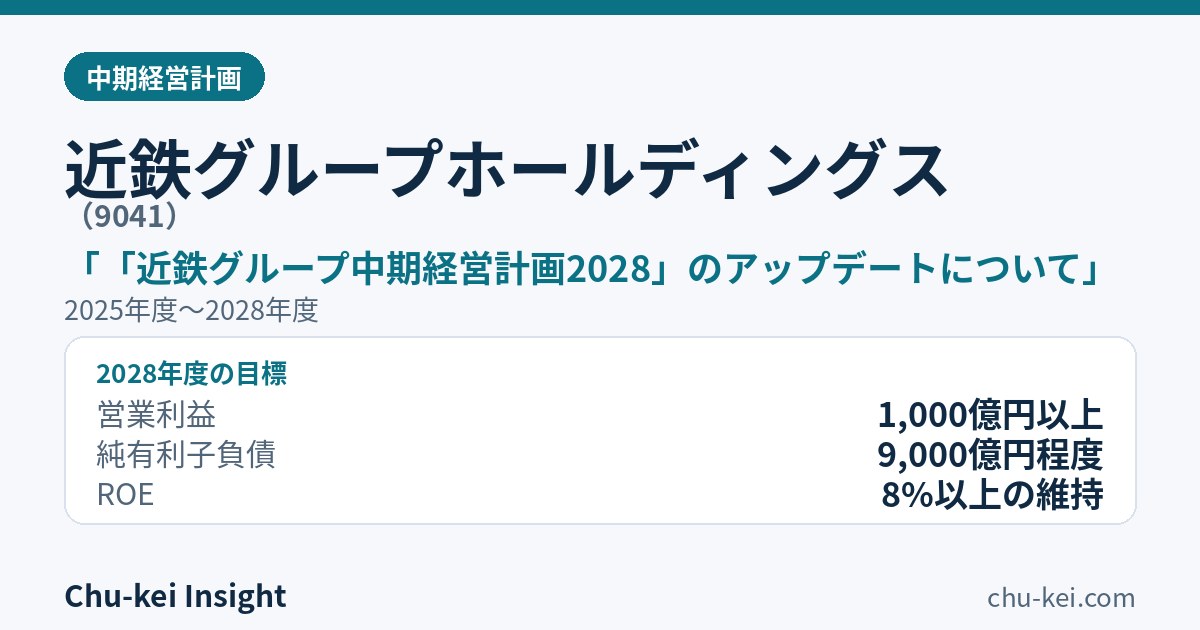 中期経営計画
近鉄グループホールディングス
（9041）
「「近鉄グループ中期経営計画2028」のアップデートについて」
2025年度〜2028年度
2028年度の目標
営業利益 1,000億円以上
純有利子負債 9,000億円程度
ROE 8%以上の維持
Chu-kei Insight chu-kei.com